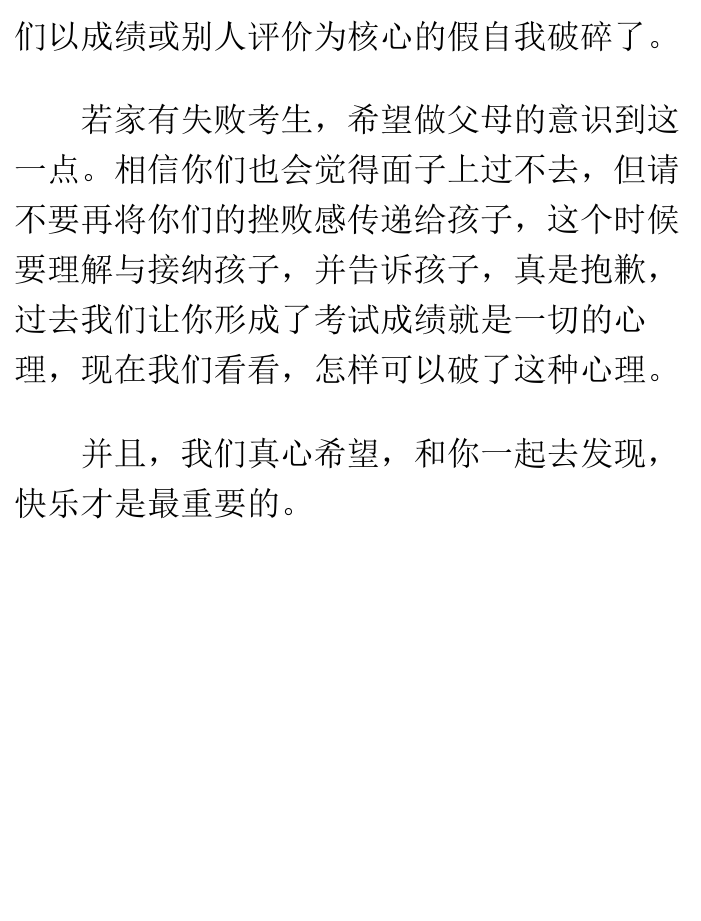 们以成绩或别人评价为核心的假自我破碎了。
若家有失败考生，希望做父母的意识到这
一点。相信你们也会觉得面子上过不去，但请
不要再将你们的挫败感传递给孩子，这个时候
要理解与接纳孩子，并告诉孩子，真是抱歉，
过去我们让你形成了考试成绩就是一切的心
理，现在我们看看，怎样可以破了这种心理。
并且，我们真心希望，和你一起去发现，
快乐才是最重要的。